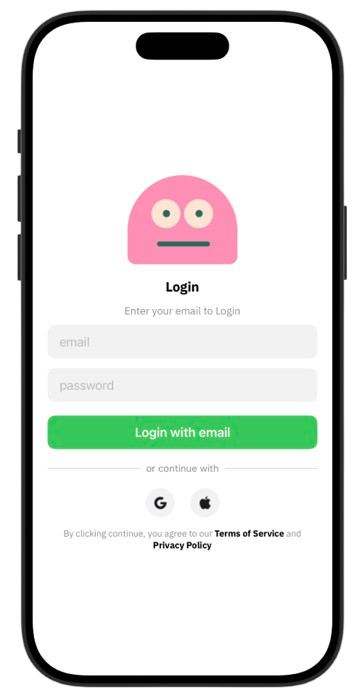 Login
Enter your email to Login
email
password
Login with email
or continue with
By clicking continue, you agree to our Terms of Service and
Privacy Policy